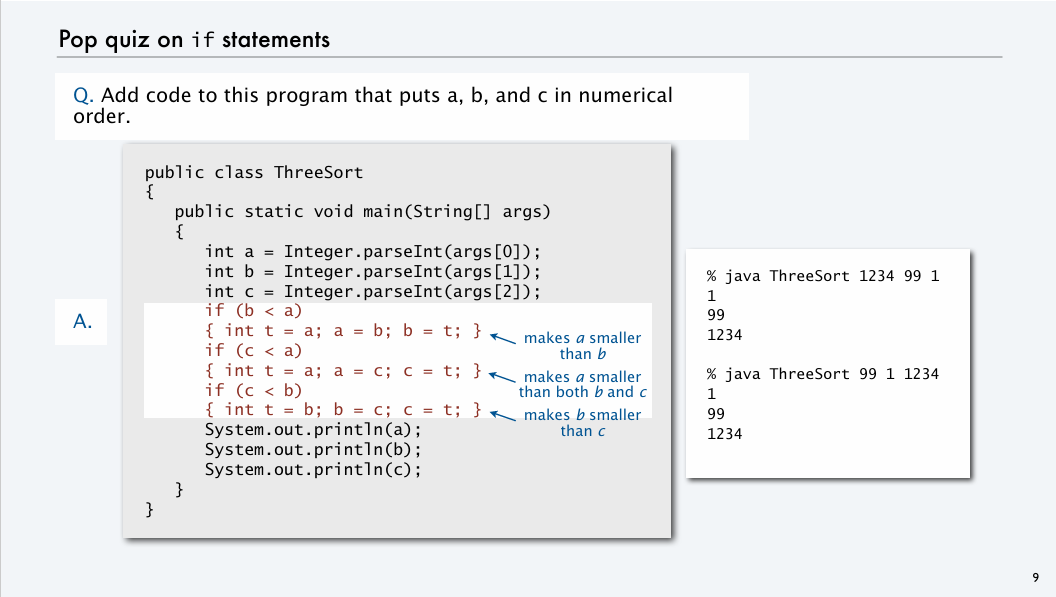 Pop quiz on if statements
Q. Add code to this program that puts a, b, and c in numerical
order.
public class ThreeSort
{
public static void main(String[] args)
{
int a = Integer.parseInt(args[0]);
int b = Integer.parseInt(args[1]);
int c = Integer.parseInt(args[2]);
A.
if (b < a)
{ int t = a; a = b; b = t; }
makes a smaller
than b
if (c < a)
{ int t = a; a = c; c = t; }
makes a smaller
than both b and c
if (c < b)
{ int t = b; b = c; c = t; }
makes b smaller
than c
System.out.println(a);
System.out.println(b);
System.out.println(c);
}
}
% java ThreeSort 1234 99 1
1
99
1234
% java ThreeSort 99 1 1234
1
99
1234
9